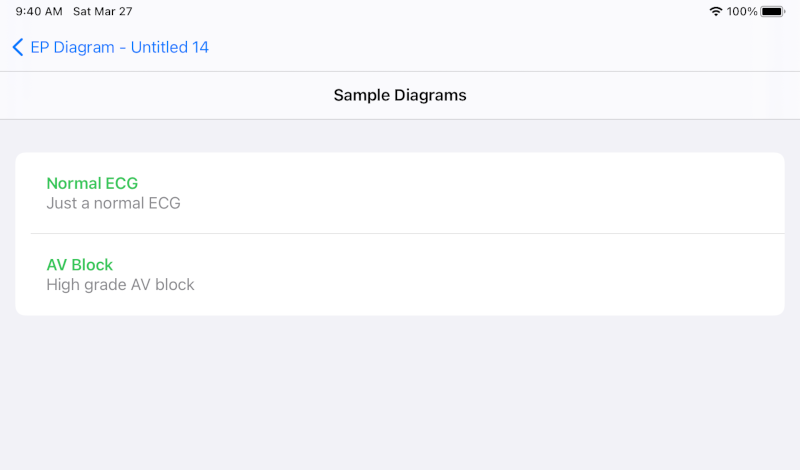 9:40 AM Sat Mar 27 100%
EP Diagram - Untitled 14
Sample Diagrams
Normal ECG
Just a normal ECG
AV Block
High grade AV block